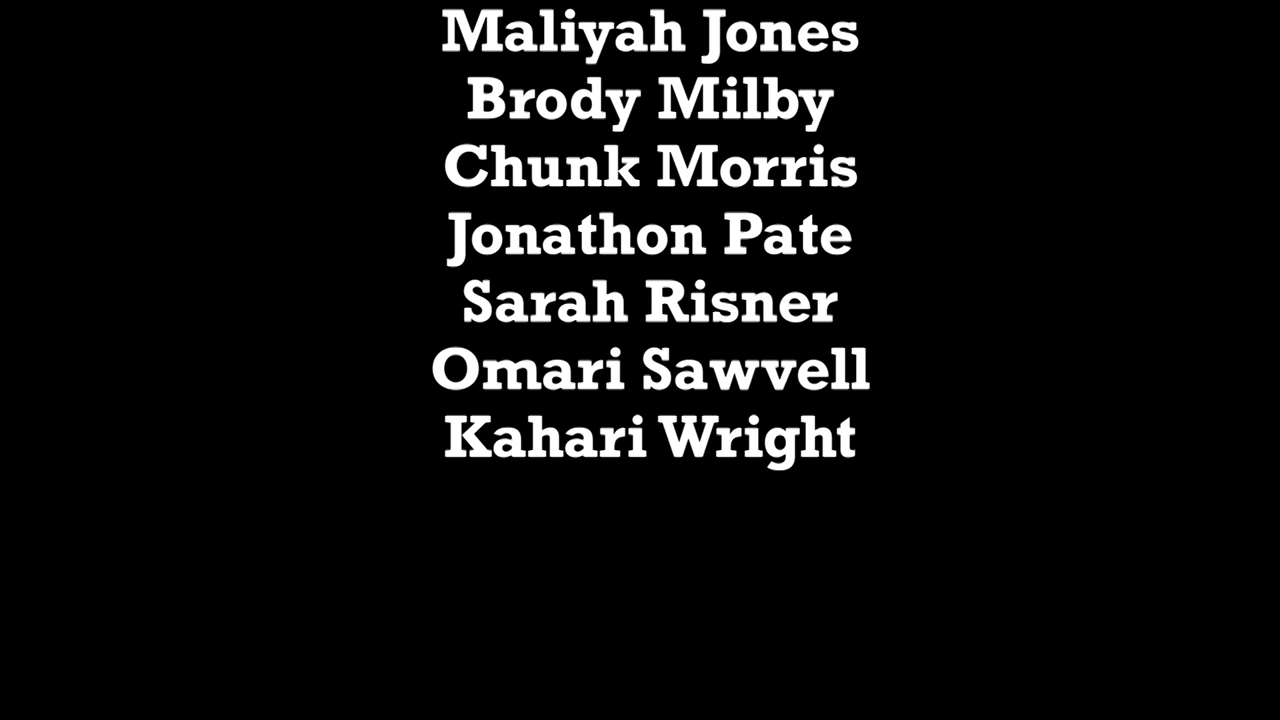 Maliyah Jones
Brody Milby
Chunk Morris
Jonathon Pate
Sarah Risner
Omari Sawvell
Kahari Wright